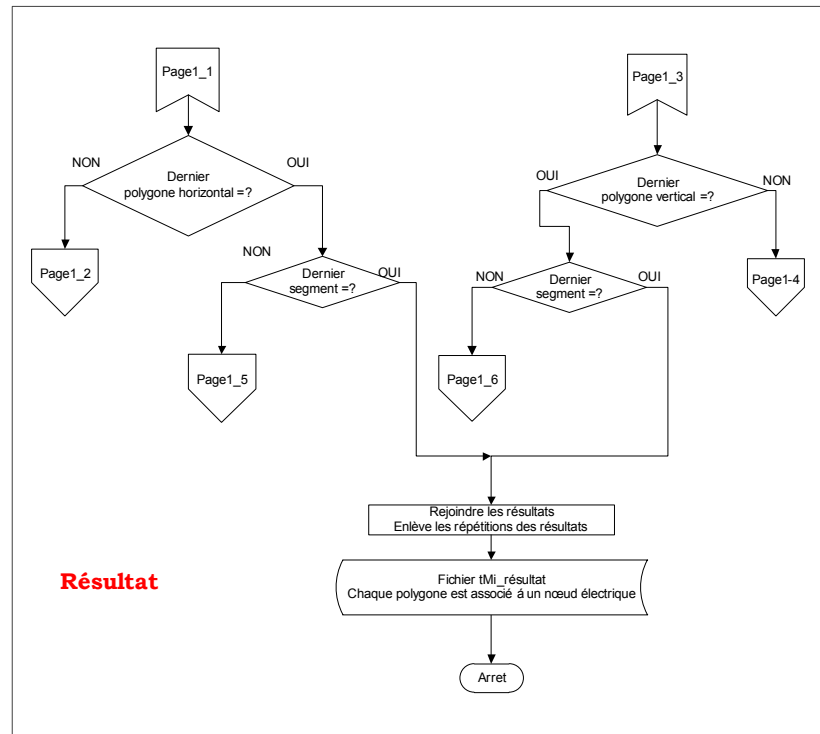 Page1_1
Page1_3
NON
OUI
Dernier
polygone horizontal =?
OUI
Dernier
polygone vertical =?
NON
Page1_2
NON
Dernier
segment =?
OUI
NON
Dernier
segment =?
OUI
Page1-4
Page1_5
Page1_6
Rejoindre les résultats
Enlève les répétitions des résultats
Résultat
Fichier tMi_résultat
Chaque polygone est associé á un nœud électrique
Arret